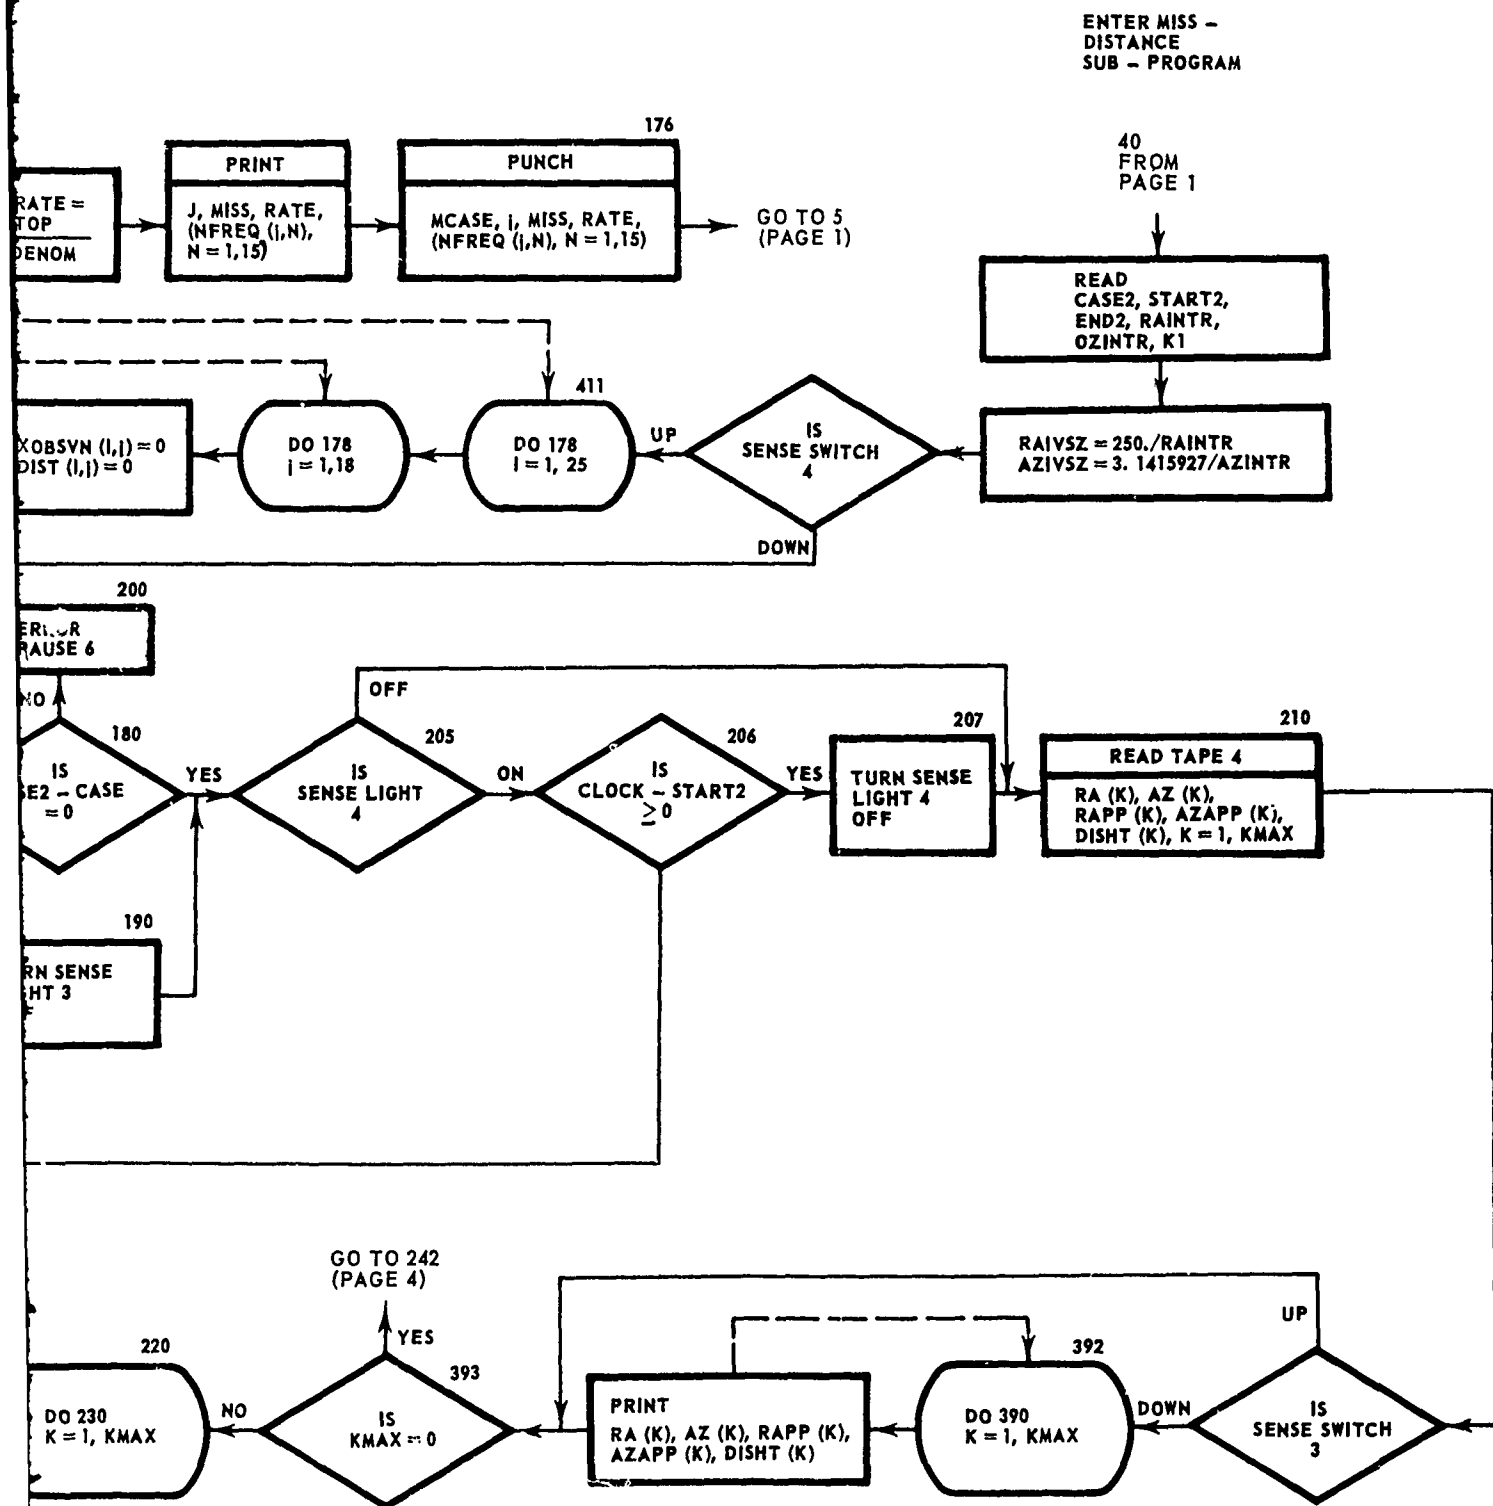 ENTER MISS –
DISTANCE
SUB – PROGRAM
176
40
FROM
PAGE 1
RATE =
TOP
DENOM
PRINT
J, MISS, RATE,
(NFREQ (j,N),
N = 1,15)
PUNCH
MCASE, j, MISS, RATE,
(NFREQ (j,N), N = 1,15)
GO TO 5
(PAGE 1)
READ
CASE2, START2,
END2, RAINTR,
OZINTR, K1
RAIVSZ = 250./RAINTR
AZIVSZ = 3. 1415927/AZINTR
IS
SENSE SWITCH
4
UP
DOWN
411
DO 178
I = 1, 25
DO 178
j = 1,18
XOBSVN (I,j) = 0
DIST (I,j) = 0
200
ERROR
PAUSE 6
NO
180
IS
SE2 – CASE
= 0
YES
190
RN SENSE
HT 3
OFF
205
IS
SENSE LIGHT
4
ON
206
IS
CLOCK – START2
≥ 0
YES
207
TURN SENSE
LIGHT 4
OFF
210
READ TAPE 4
RA (K), AZ (K),
RAPP (K), AZAPP (K),
DISHT (K), K = 1, KMAX
GO TO 242
(PAGE 4)
YES
220
DO 230
K = 1, KMAX
NO
393
IS
KMAX = 0
PRINT
RA (K), AZ (K), RAPP (K),
AZAPP (K), DISHT (K)
392
DO 390
K = 1, KMAX
DOWN
UP
IS
SENSE SWITCH
3